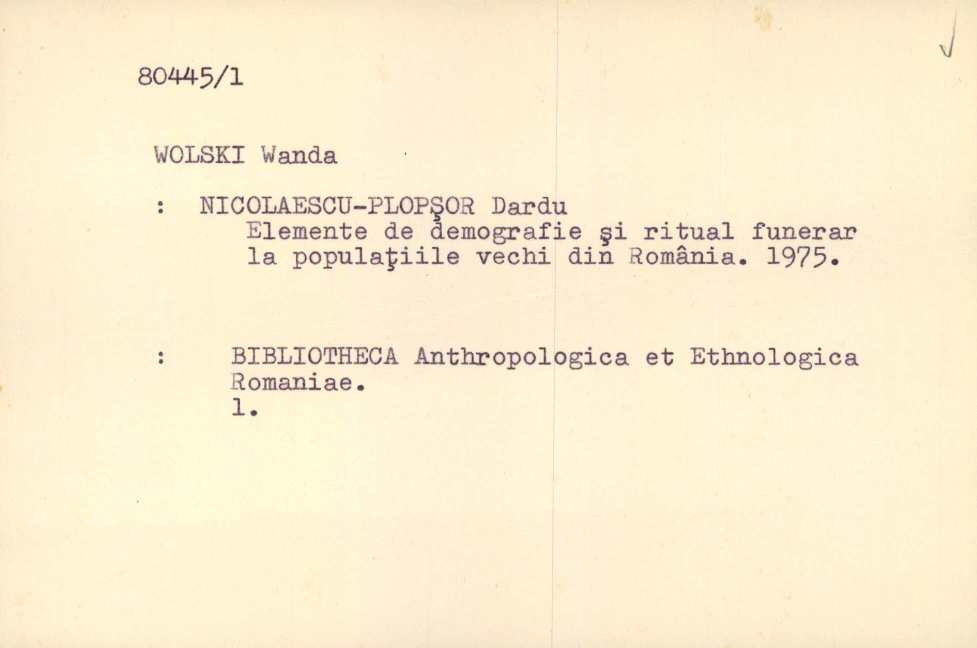 80445/1
WOLSKI Wanda
: NICOLAESCU-PLOPŞOR Dardu
Elemente de demografie şi ritual funerar
la populaţiile vechi din România. 1975.
: BIBLIOTHECA Anthropologica et Ethnologica
Romaniae.
1.